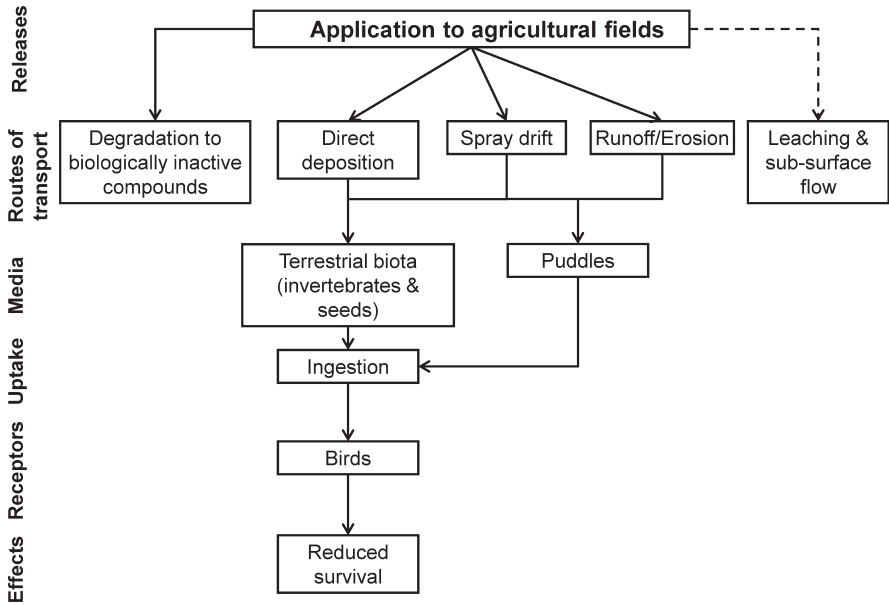 Releases
Application to agricultural fields
Routes of
transport
Degradation to
biologically inactive
compounds
Direct
deposition
Spray drift
Runoff/Erosion
Leaching &
sub-surface
flow
Media
Terrestrial biota
(invertebrates &
seeds)
Puddles
Uptake
Ingestion
Receptors
Birds
Effects
Reduced
survival